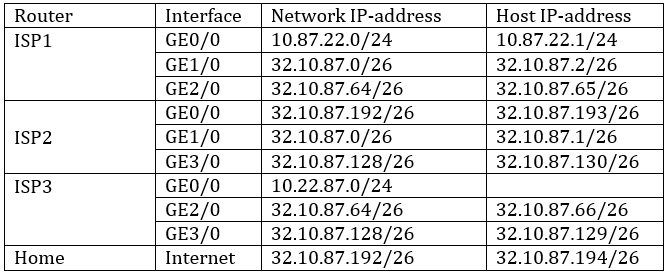 Router Interface Network IP-address Host IP-address
ISP1 GE0/0 10.87.22.0/24 10.87.22.1/24
GE1/0 32.10.87.0/26 32.10.87.2/26
GE2/0 32.10.87.64/26 32.10.87.65/26
ISP2 GE0/0 32.10.87.192/26 32.10.87.193/26
GE1/0 32.10.87.0/26 32.10.87.1/26
GE3/0 32.10.87.128/26 32.10.87.130/26
ISP3 GE0/0 10.22.87.0/24
GE2/0 32.10.87.64/26 32.10.87.66/26
GE3/0 32.10.87.128/26 32.10.87.129/26
Home Internet 32.10.87.192/26 32.10.87.194/26